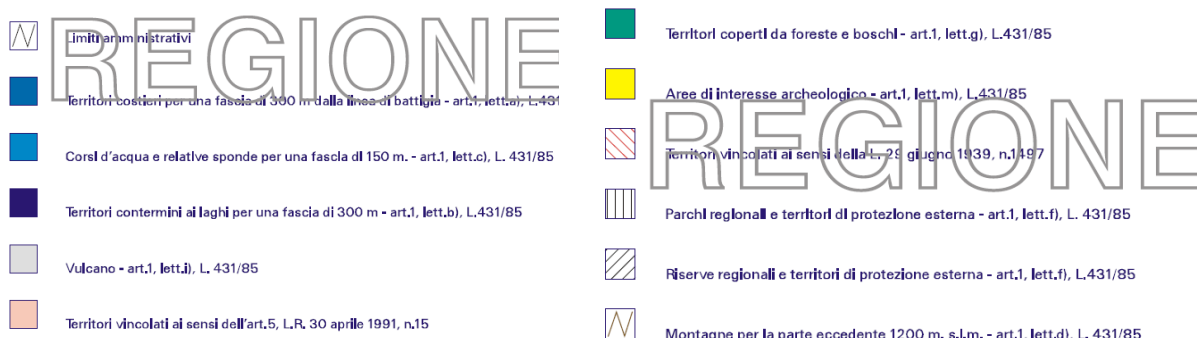 REGIONE
Limiti amministrativi
Territori costieri per una fascia di 300 m dalla linea di battigia - art.1, lett.a), L.431
Corsi d'acqua e relative sponde per una fascia di 150 m. - art.1, lett.c), L. 431/85
Territori contermini ai laghi per una fascia di 300 m - art.1, lett.b), L.431/85
Vulcano - art.1, lett.i), L. 431/85
Territori vincolati ai sensi dell'art.5, L.R. 30 aprile 1991, n.15
Territori coperti da foreste e boschi - art.1, lett.g), L.431/85
Aree di interesse archeologico - art.1, lett.m), L.431/85
REGIONE
Territori vincolati ai sensi della L. 29 giugno 1939, n.1497
Parchi regionali e territori di protezione esterna - art.1, lett.f), L. 431/85
Riserve regionali e territori di protezione esterna - art.1, lett.f), L.431/85
Montagne per la parte eccedente 1200 m. s.l.m. - art.1, lett.d), L. 431/85